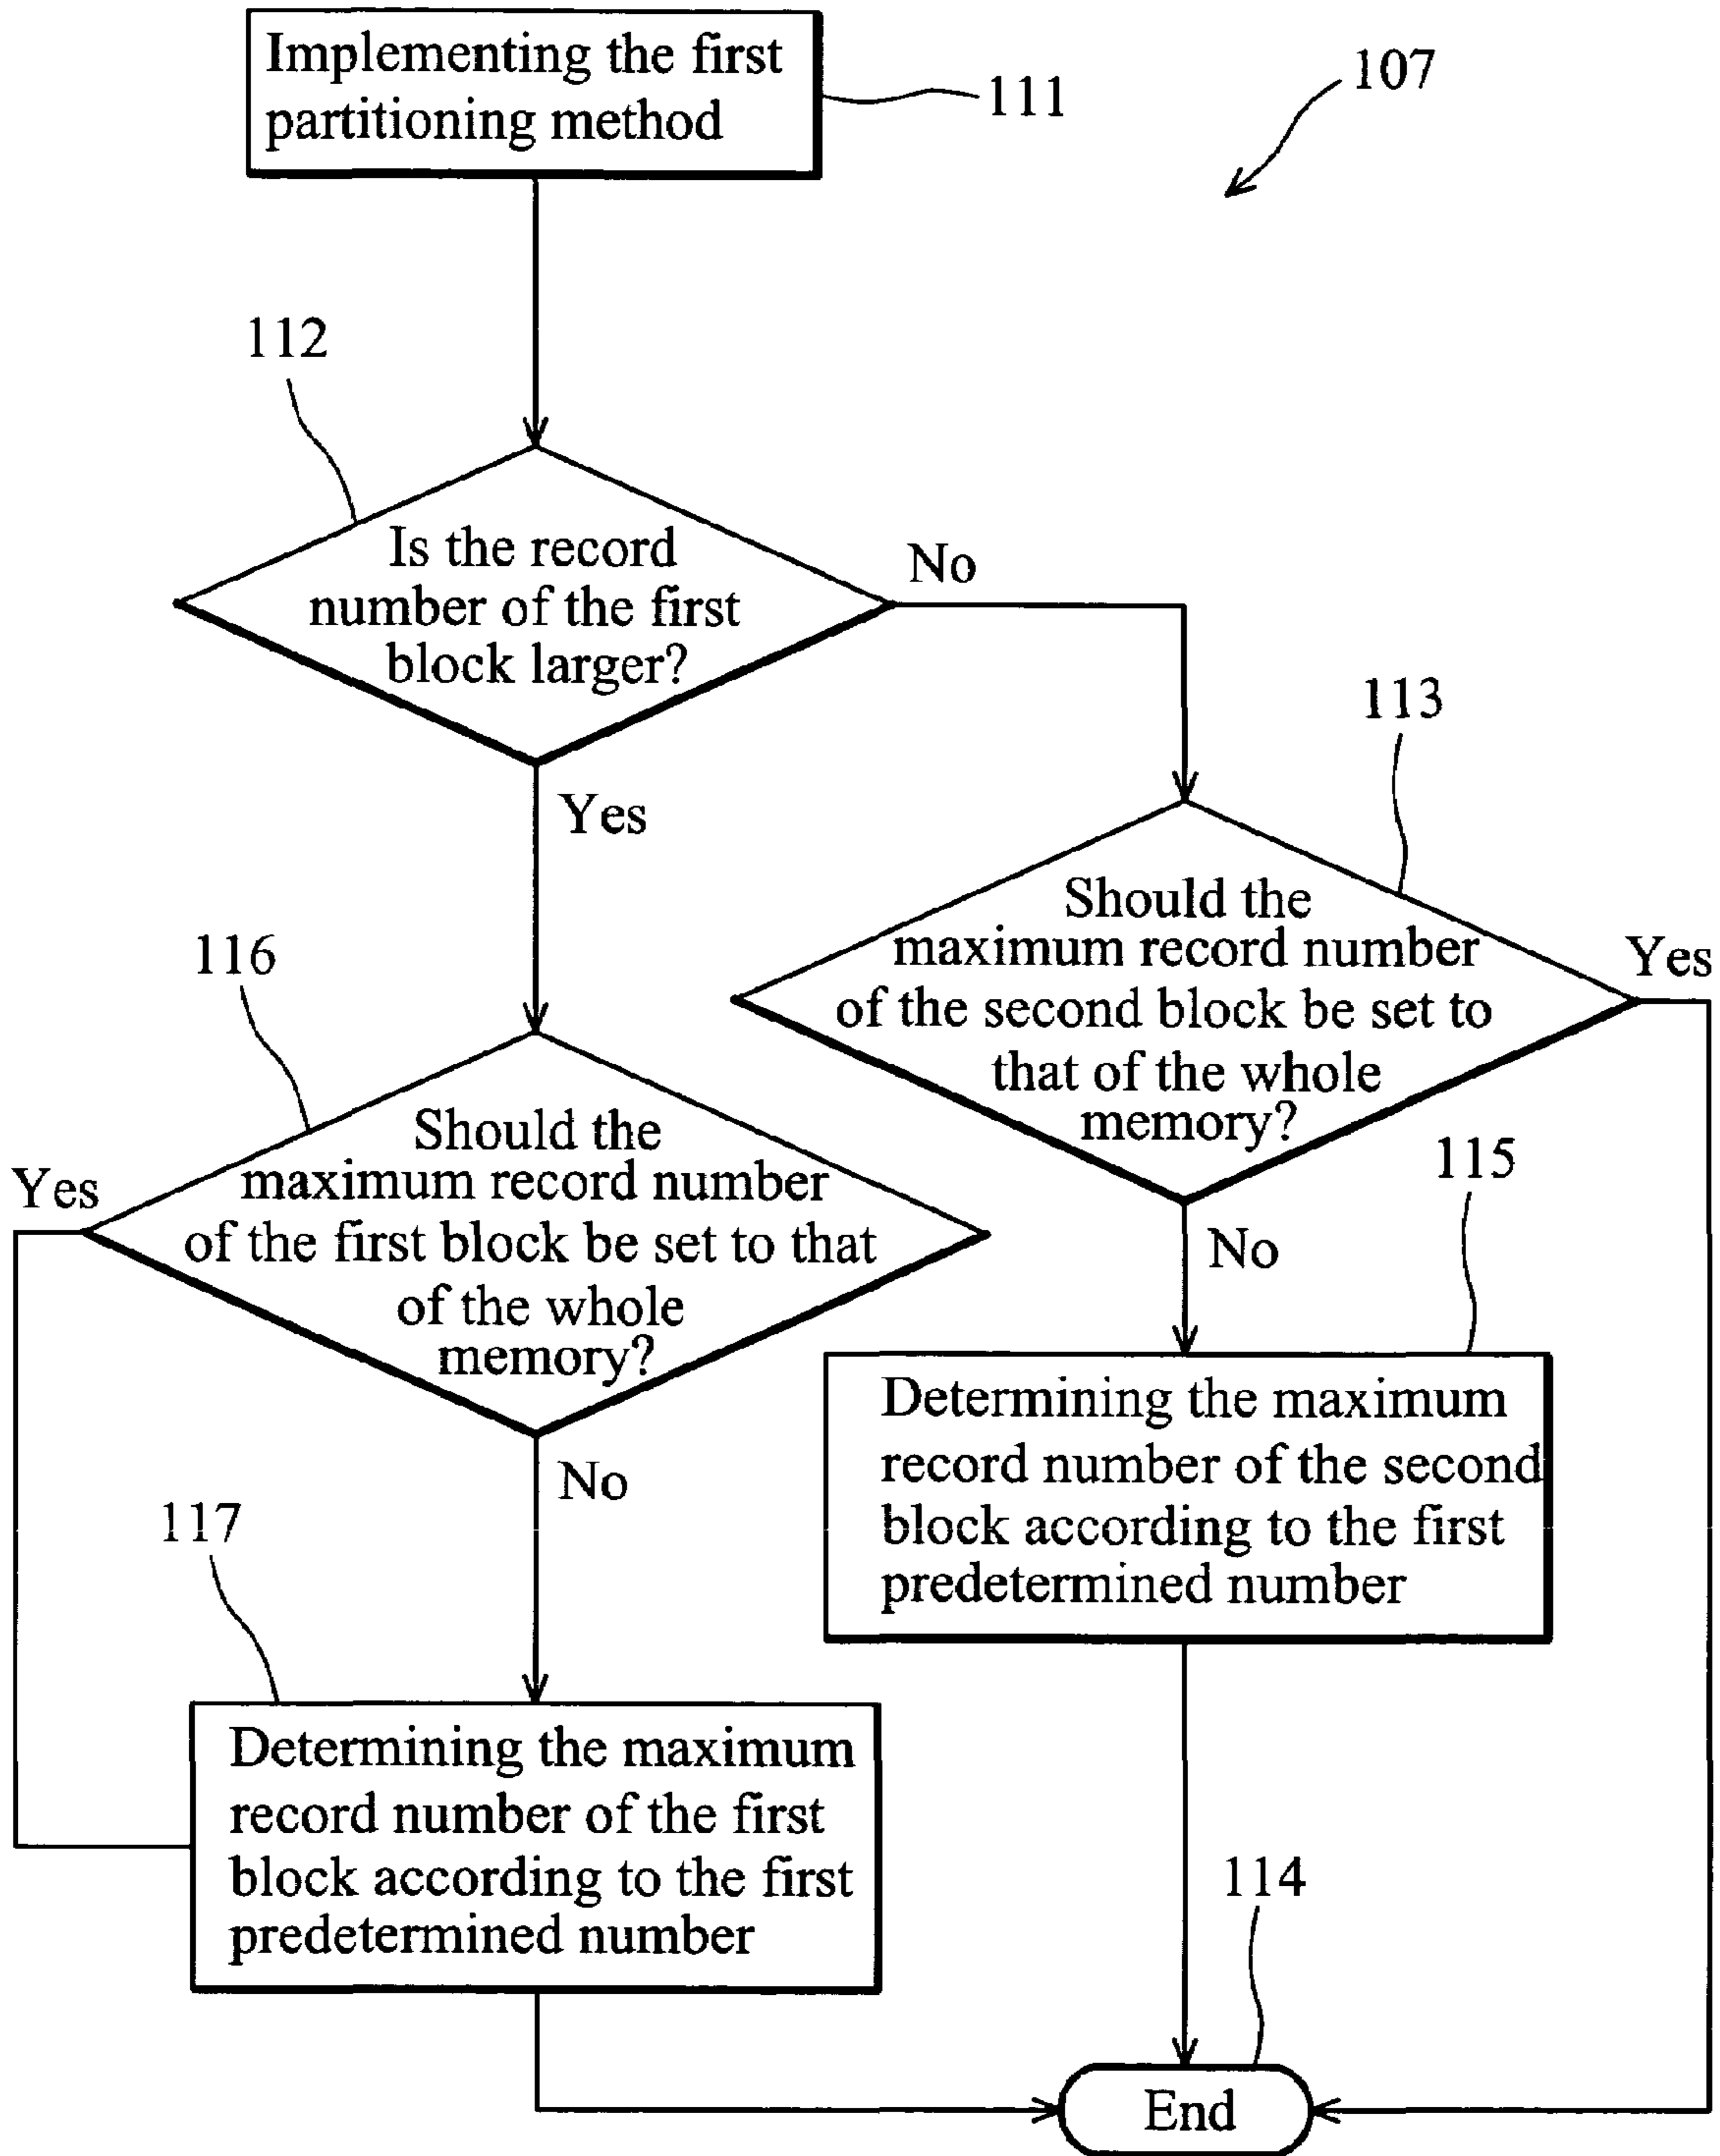 Implementing the first
partitioning method
111
107
112
Is the record
number of the first
block larger?
No
Yes
113
Should the
maximum record number
of the second block be set to
that of the whole
memory?
Yes
No
116
Should the
maximum record number
of the first block be set to that
of the whole
memory?
Yes
No
115
Determining the maximum
record number of the second
block according to the first
predetermined number
117
Determining the maximum
record number of the first
block according to the first
predetermined number
114
End